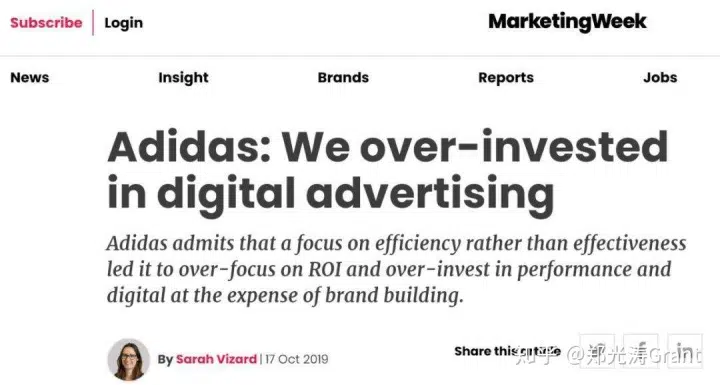 Subscribe Login MarketingWeek
News Insight Brands Reports Jobs
Adidas: We over-invested
in digital advertising
Adidas admits that a focus on efficiency rather than effectiveness
led it to over-focus on ROI and over-invest in performance and
digital at the expense of brand building.
By Sarah Vizard | 17 Oct 2019
Share this article
知乎 @郑光涛Grant